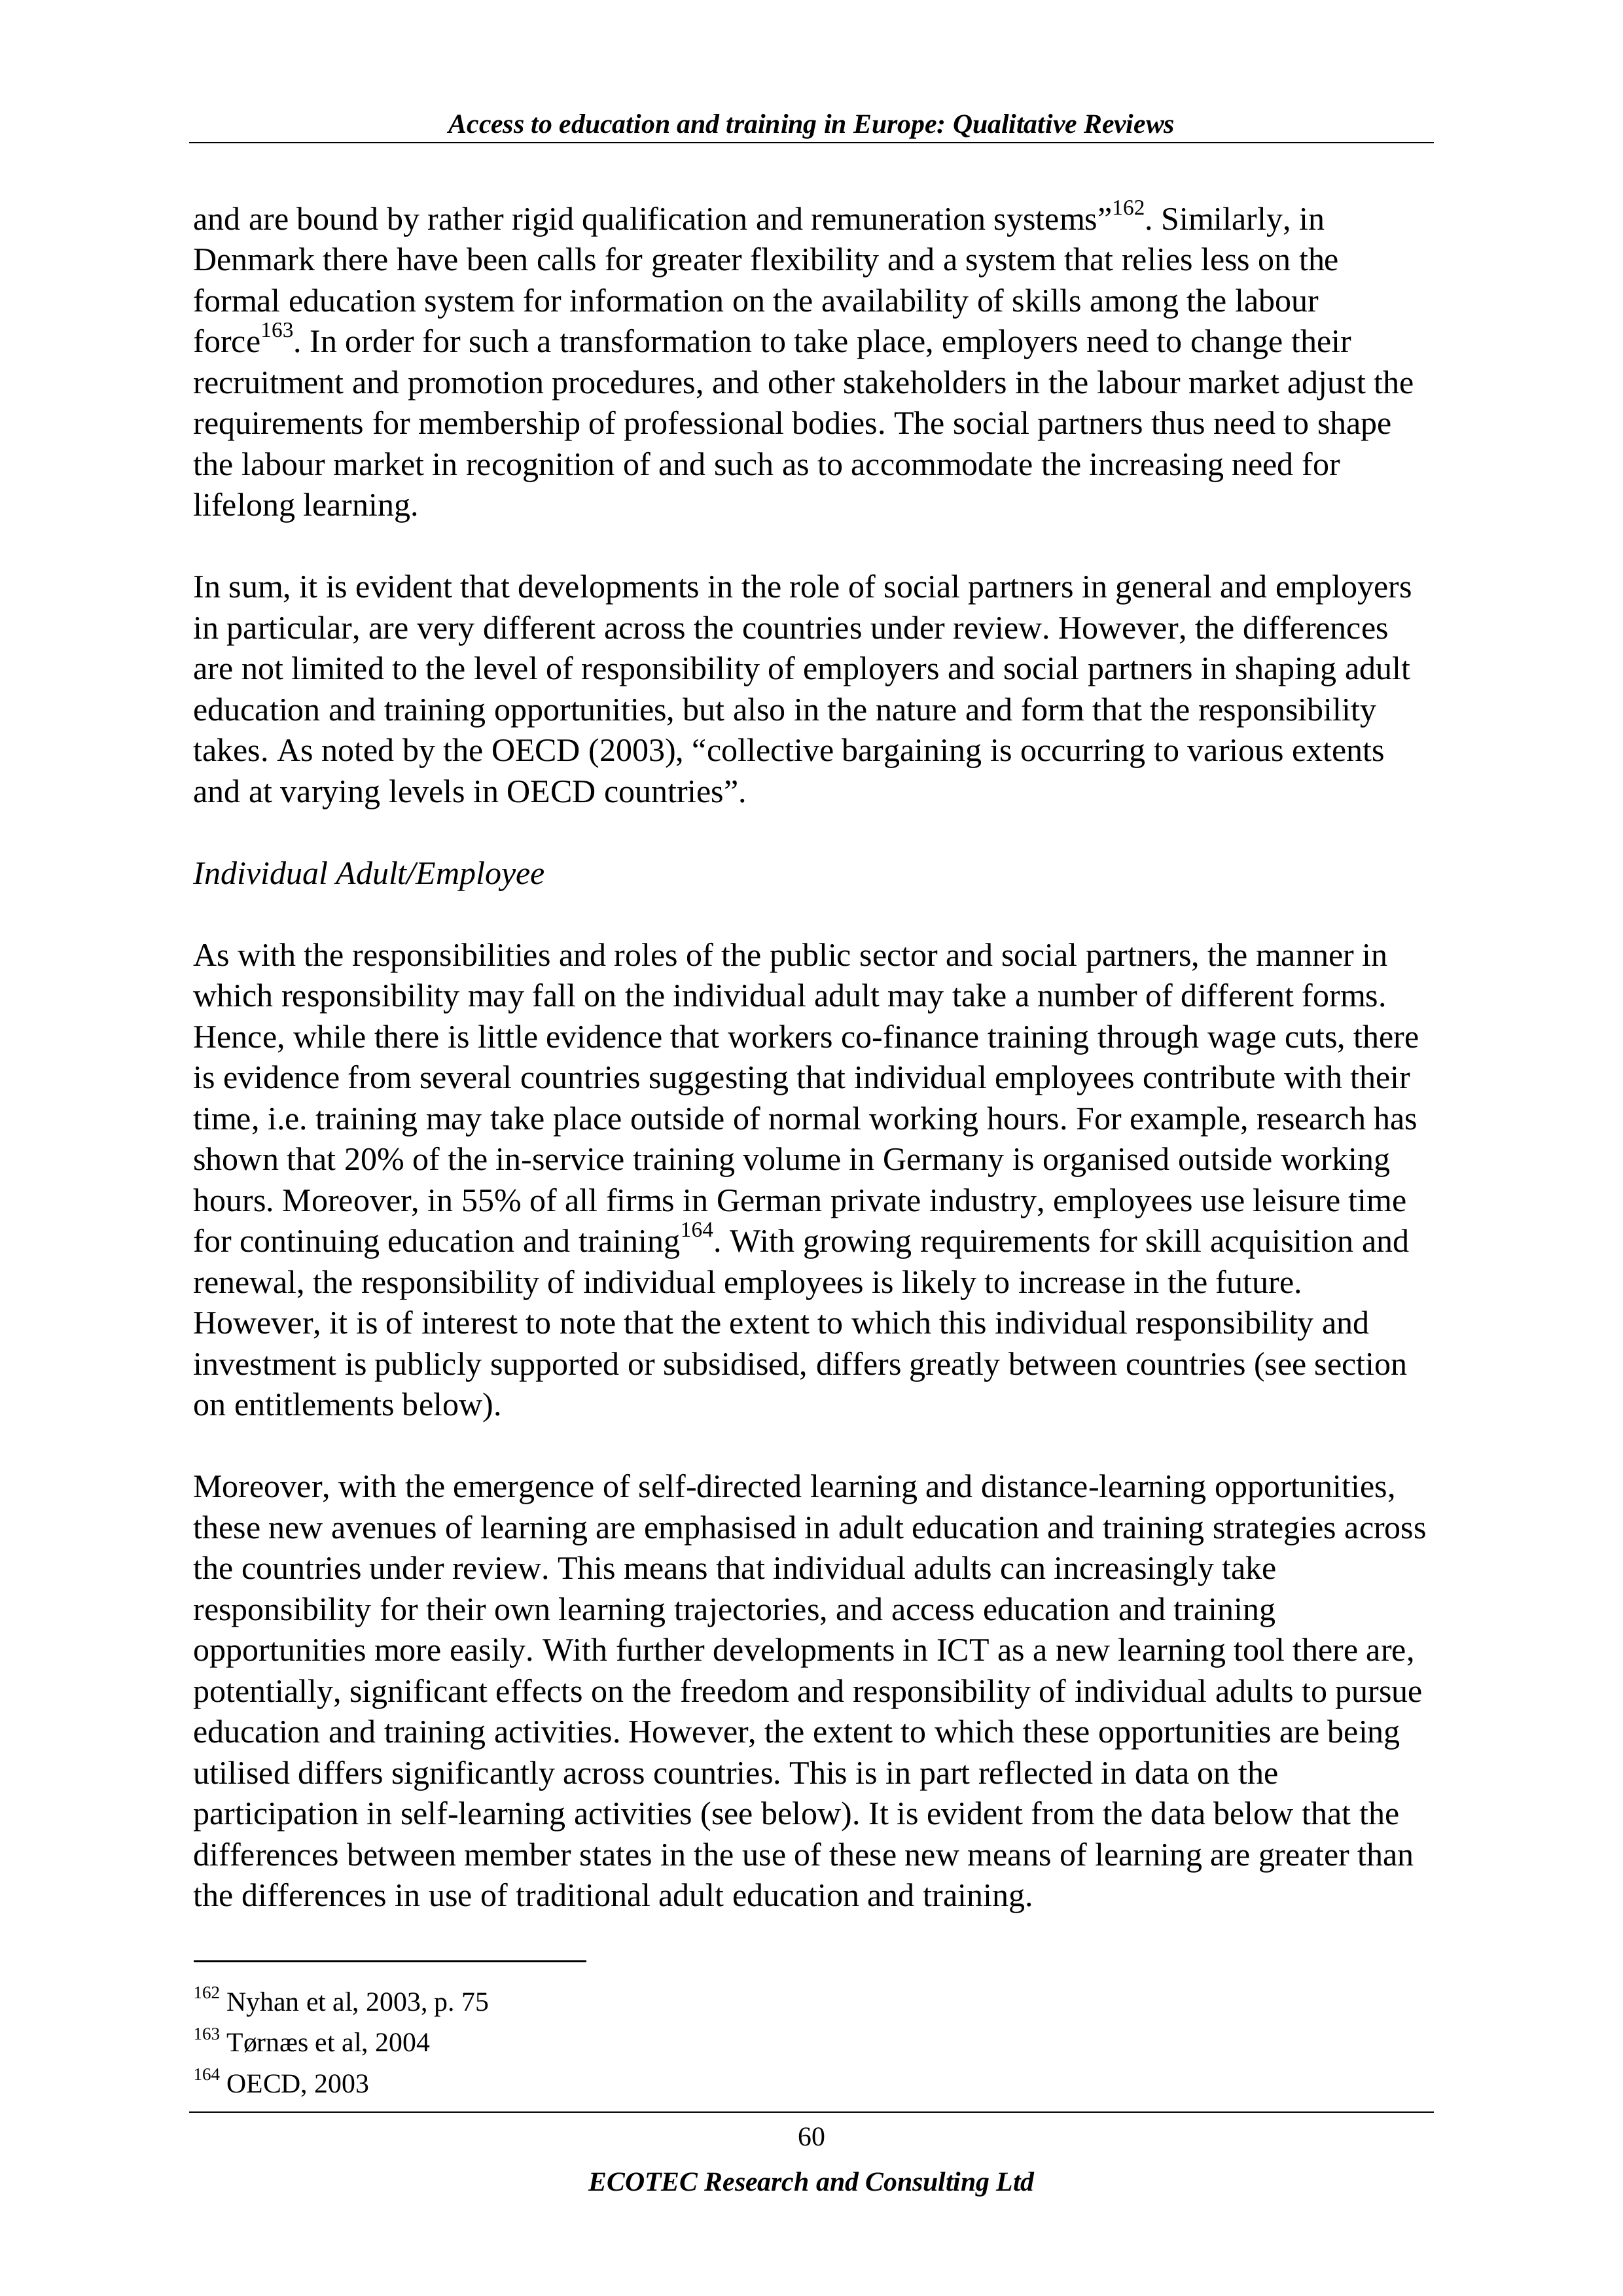 Access to education and training in Europe: Qualitative Reviews
and are bound by rather rigid qualification and remuneration systems”162. Similarly, in
Denmark there have been calls for greater flexibility and a system that relies less on the
formal education system for information on the availability of skills among the labour
force163. In order for such a transformation to take place, employers need to change their
recruitment and promotion procedures, and other stakeholders in the labour market adjust the
requirements for membership of professional bodies. The social partners thus need to shape
the labour market in recognition of and such as to accommodate the increasing need for
lifelong learning.
In sum, it is evident that developments in the role of social partners in general and employers
in particular, are very different across the countries under review. However, the differences
are not limited to the level of responsibility of employers and social partners in shaping adult
education and training opportunities, but also in the nature and form that the responsibility
takes. As noted by the OECD (2003), “collective bargaining is occurring to various extents
and at varying levels in OECD countries”.
Individual Adult/Employee
As with the responsibilities and roles of the public sector and social partners, the manner in
which responsibility may fall on the individual adult may take a number of different forms.
Hence, while there is little evidence that workers co-finance training through wage cuts, there
is evidence from several countries suggesting that individual employees contribute with their
time, i.e. training may take place outside of normal working hours. For example, research has
shown that 20% of the in-service training volume in Germany is organised outside working
hours. Moreover, in 55% of all firms in German private industry, employees use leisure time
for continuing education and training164. With growing requirements for skill acquisition and
renewal, the responsibility of individual employees is likely to increase in the future.
However, it is of interest to note that the extent to which this individual responsibility and
investment is publicly supported or subsidised, differs greatly between countries (see section
on entitlements below).
Moreover, with the emergence of self-directed learning and distance-learning opportunities,
these new avenues of learning are emphasised in adult education and training strategies across
the countries under review. This means that individual adults can increasingly take
responsibility for their own learning trajectories, and access education and training
opportunities more easily. With further developments in ICT as a new learning tool there are,
potentially, significant effects on the freedom and responsibility of individual adults to pursue
education and training activities. However, the extent to which these opportunities are being
utilised differs significantly across countries. This is in part reflected in data on the
participation in self-learning activities (see below). It is evident from the data below that the
differences between member states in the use of these new means of learning are greater than
the differences in use of traditional adult education and training.
162 Nyhan et al, 2003, p. 75
163 Tørnæs et al, 2004
164 OECD, 2003
60
ECOTEC Research and Consulting Ltd